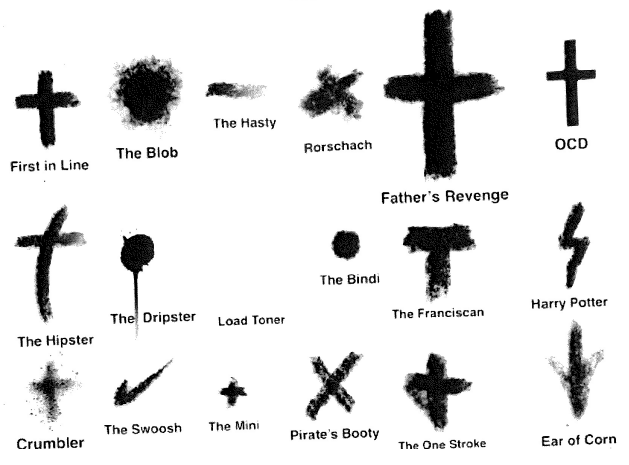 First in Line
The Blob
The Hasty
Rorschach
Father's Revenge
OCD
The Hipster
The Dripster
Load Toner
The Bindi
The Franciscan
Harry Potter
Crumbler
The Swoosh
The Mini
Pirate's Booty
The One Stroke
Ear of Corn